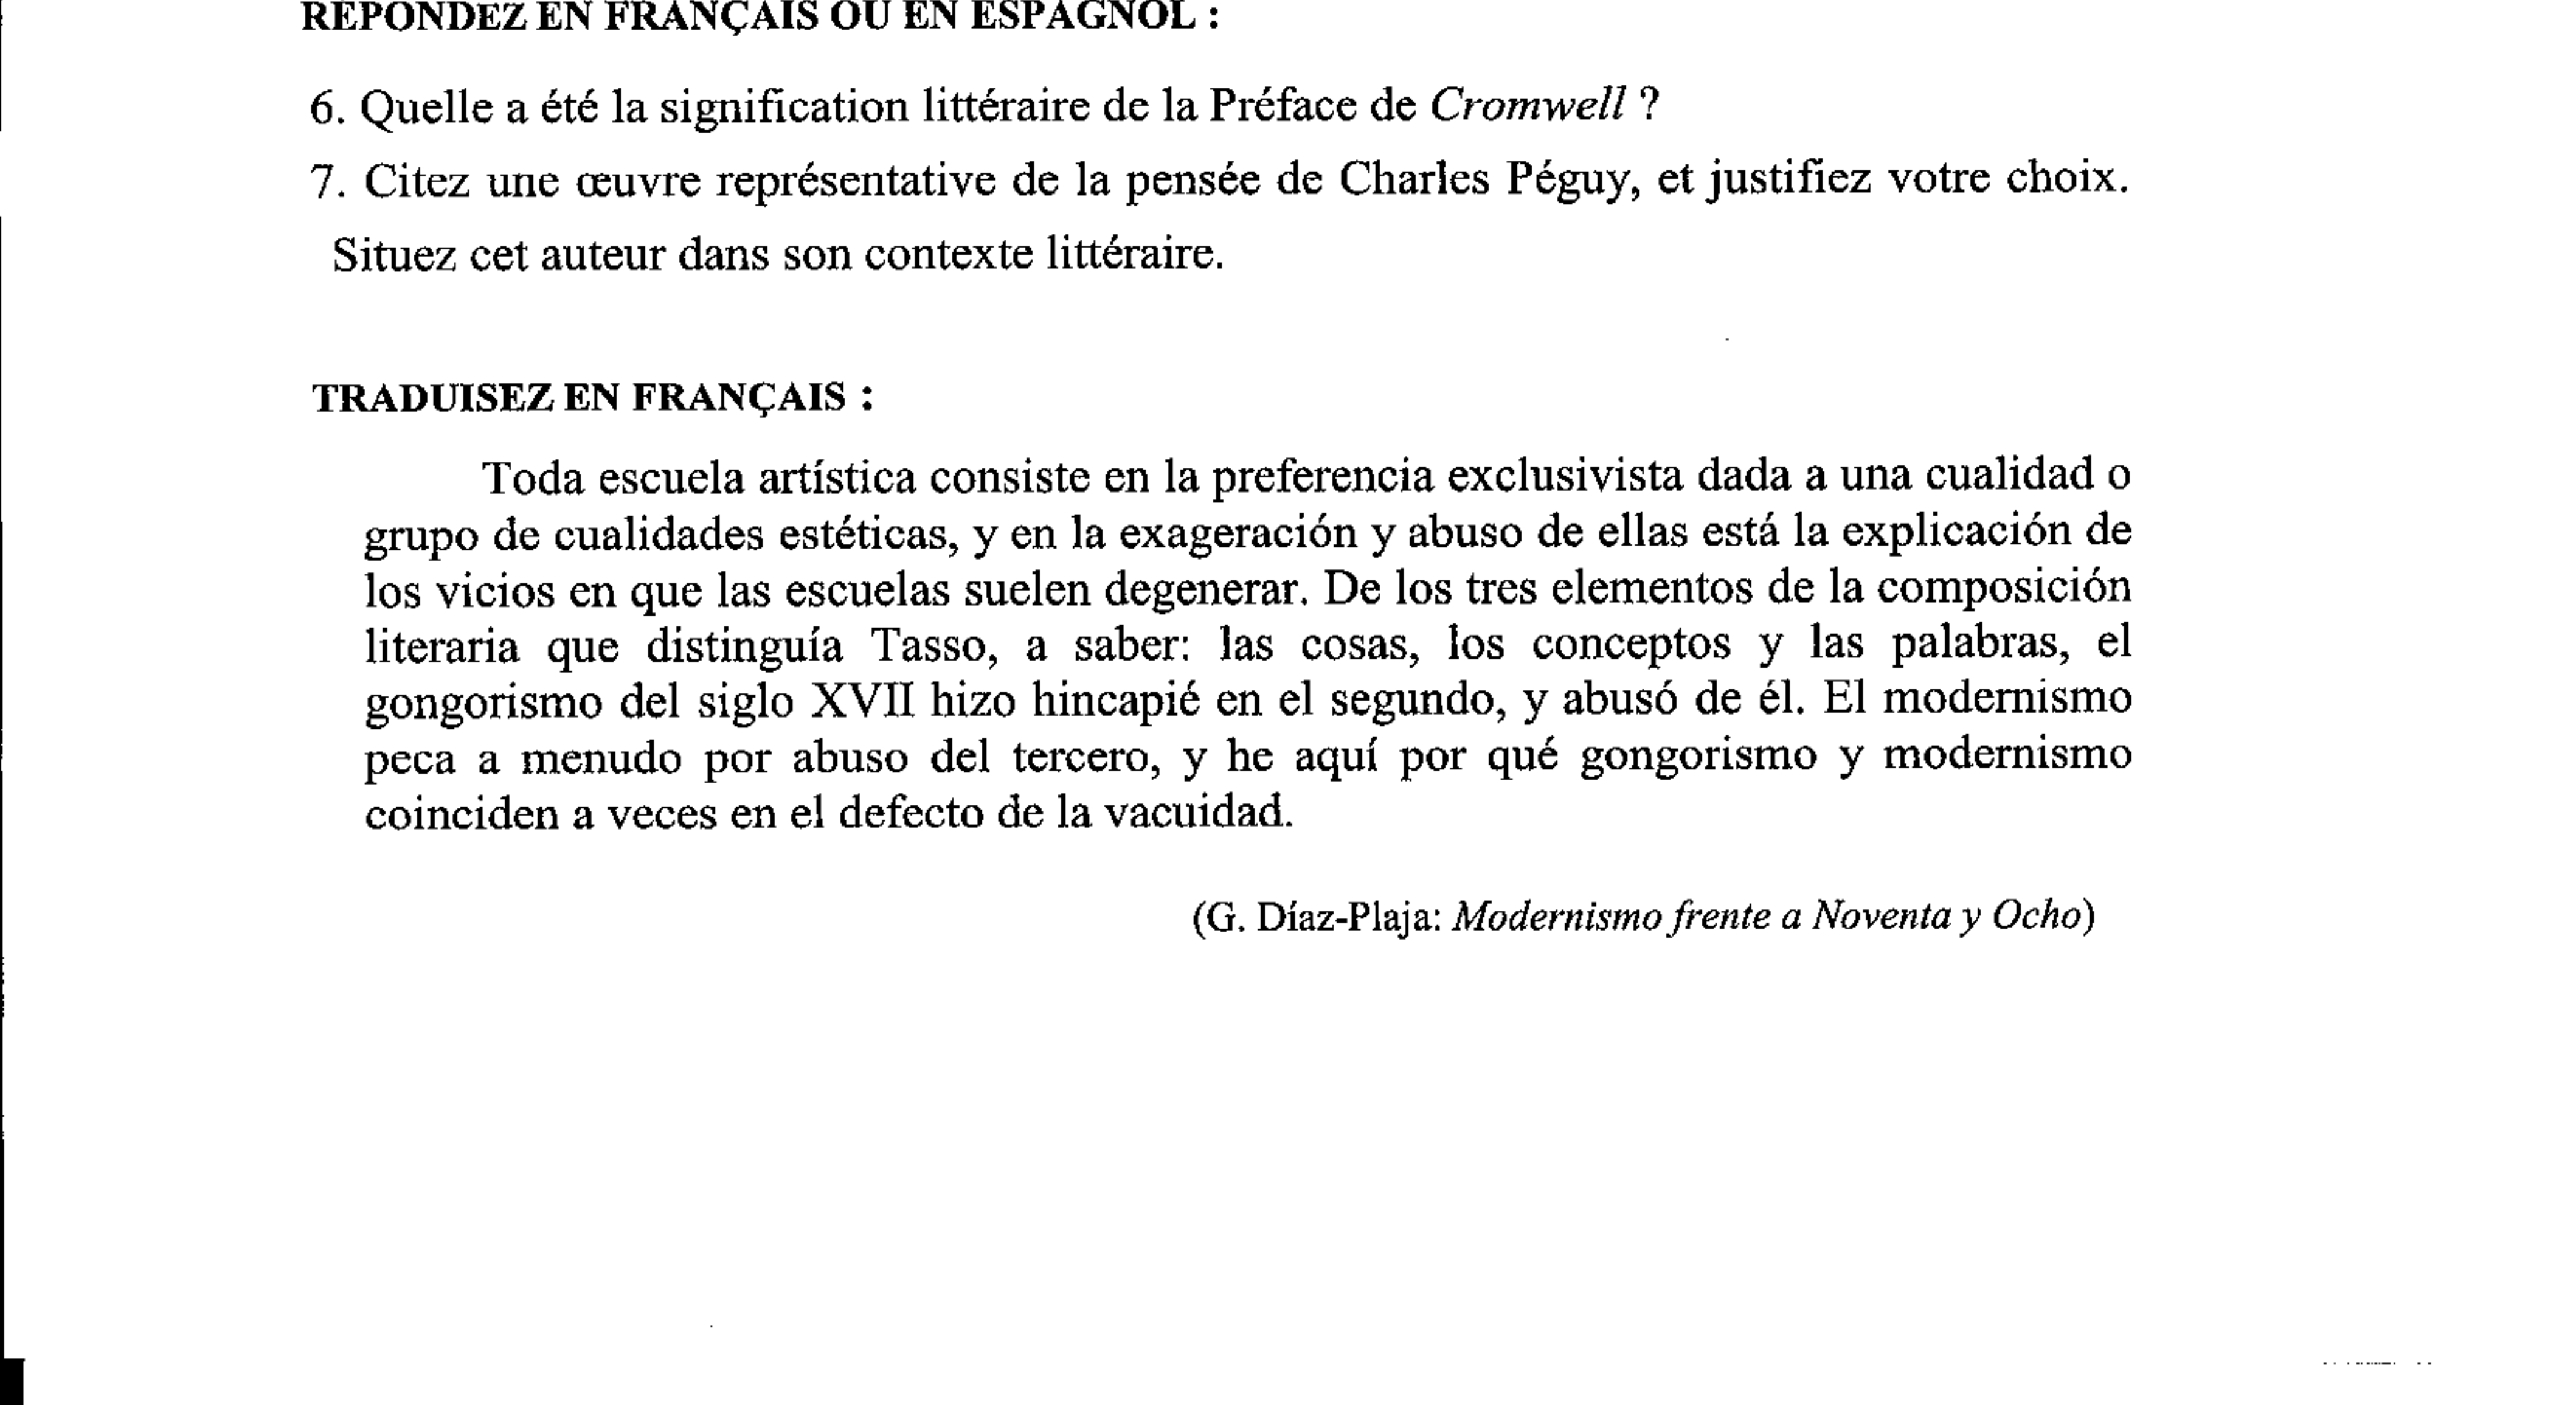 RÉPONDEZ EN FRANÇAIS OU EN ESPAGNOL :
6. Quelle a été la signification littéraire de la Préface de Cromwell ?
7. Citez une œuvre représentative de la pensée de Charles Péguy, et justifiez votre choix.
Situez cet auteur dans son contexte littéraire.
TRADUISEZ EN FRANÇAIS :
Toda escuela artística consiste en la preferencia exclusivista dada a una cualidad o
grupo de cualidades estéticas, y en la exageración y abuso de ellas está la explicación de
los vicios en que las escuelas suelen degenerar. De los tres elementos de la composición
literaria que distinguía Tasso, a saber: las cosas, los conceptos y las palabras, el
gongorismo del siglo XVII hizo hincapié en el segundo, y abusó de él. El modernismo
peca a menudo por abuso del tercero, y he aquí por qué gongorismo y modernismo
coinciden a veces en el defecto de la vacuidad.
(G. Díaz-Plaja: Modernismo frente a Noventa y Ocho)